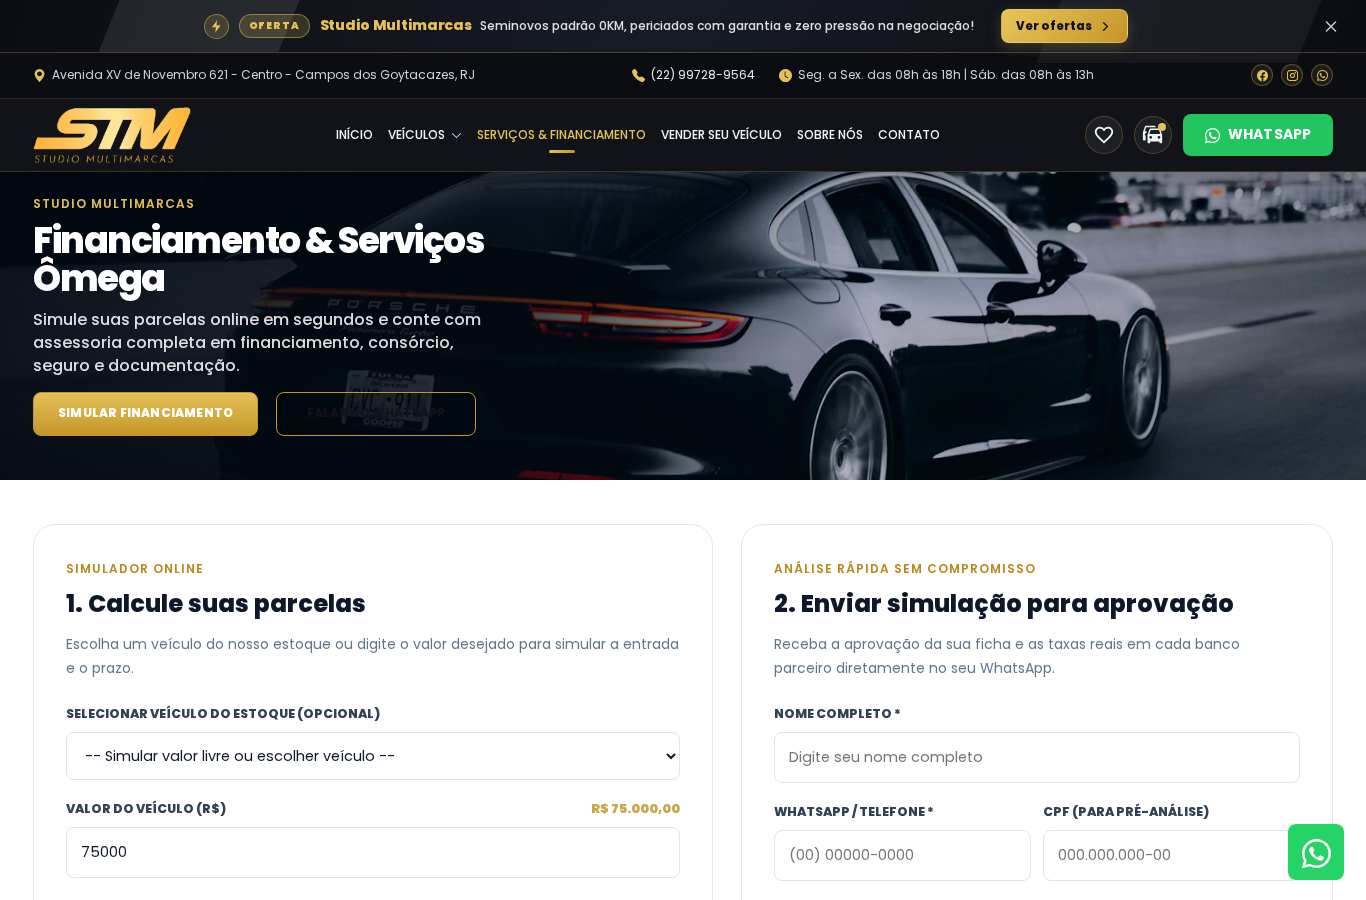 OFERTA Studio Multimarcas Seminovos padrão 0KM, periciados com garantia e zero pressão na negociação! Ver ofertas
Avenida XV de Novembro 621 - Centro - Campos dos Goytacazes, RJ (22) 99728-9564 Seg. a Sex. das 08h às 18h | Sáb. das 08h às 13h
STM
STUDIO MULTIMARCAS
INÍCIO VEÍCULOS SERVIÇOS & FINANCIAMENTO VENDER SEU VEÍCULO SOBRE NÓS CONTATO WHATSAPP
STUDIO MULTIMARCAS
Financiamento & Serviços
Ômega
PORSCHE
Simule suas parcelas online em segundos e conte com
assessoria completa em financiamento, consórcio,
seguro e documentação.
SIMULAR FINANCIAMENTO
SIMULADOR ONLINE
1. Calcule suas parcelas
Escolha um veículo do nosso estoque ou digite o valor desejado para simular a entrada
e o prazo.
SELECIONAR VEÍCULO DO ESTOQUE (OPCIONAL)
-- Simular valor livre ou escolher veículo --
VALOR DO VEÍCULO (R$) R$ 75.000,00
75000
ANÁLISE RÁPIDA SEM COMPROMISSO
2. Enviar simulação para aprovação
Receba a aprovação da sua ficha e as taxas reais em cada banco
parceiro diretamente no seu WhatsApp.
NOME COMPLETO *
Digite seu nome completo
WHATSAPP / TELEFONE * CPF (PARA PRÉ-ANÁLISE)
(00) 00000-0000 000.000.000-00